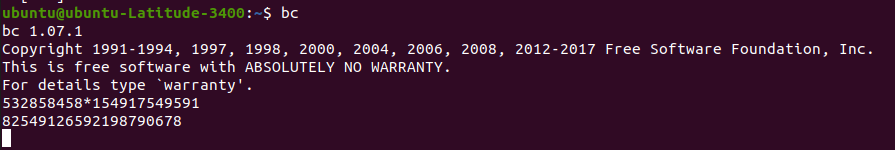 ubuntu@ubuntu-Latitude-3400:~$ bc
bc 1.07.1
Copyright 1991-1994, 1997, 1998, 2000, 2004, 2006, 2008, 2012-2017 Free Software Foundation, Inc.
This is free software with ABSOLUTELY NO WARRANTY.
For details type `warranty'.
532858458*154917549591
82549126592198790678